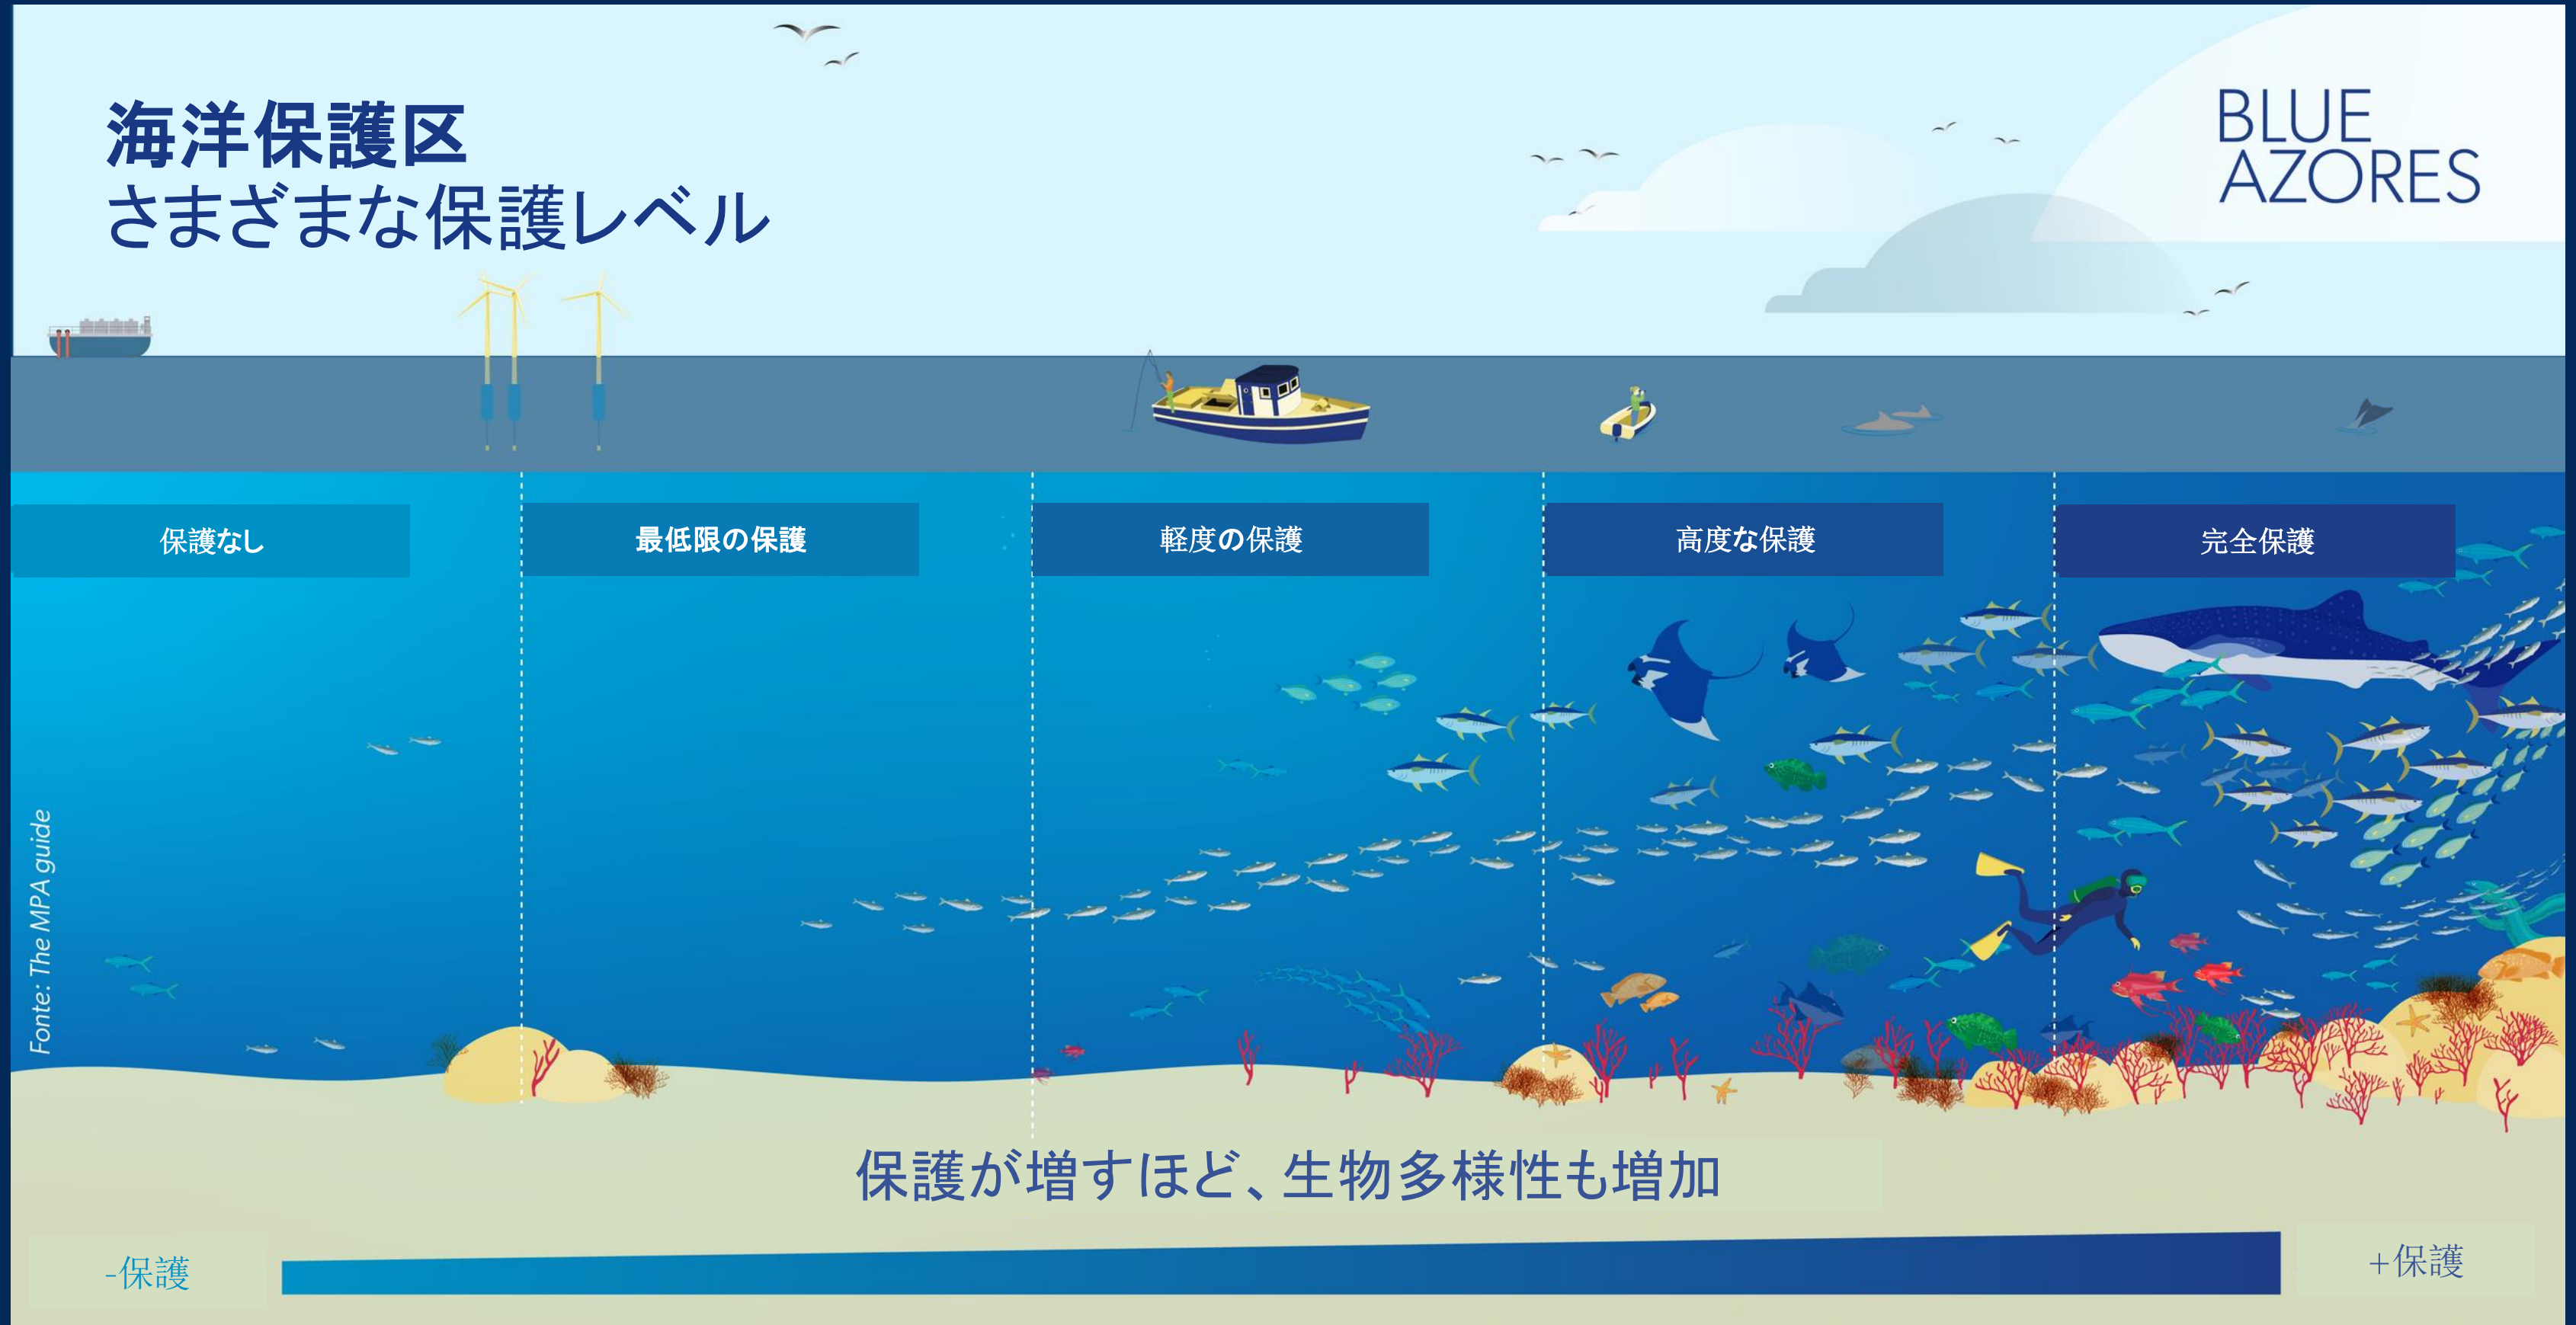 海洋保護区
さまざまな保護レベル
BLUE
AZORES
保護なし
最低限の保護
軽度の保護
高度な保護
完全保護
Fonte: The MPA guide
保護が増すほど、生物多様性も増加
-保護
+保護